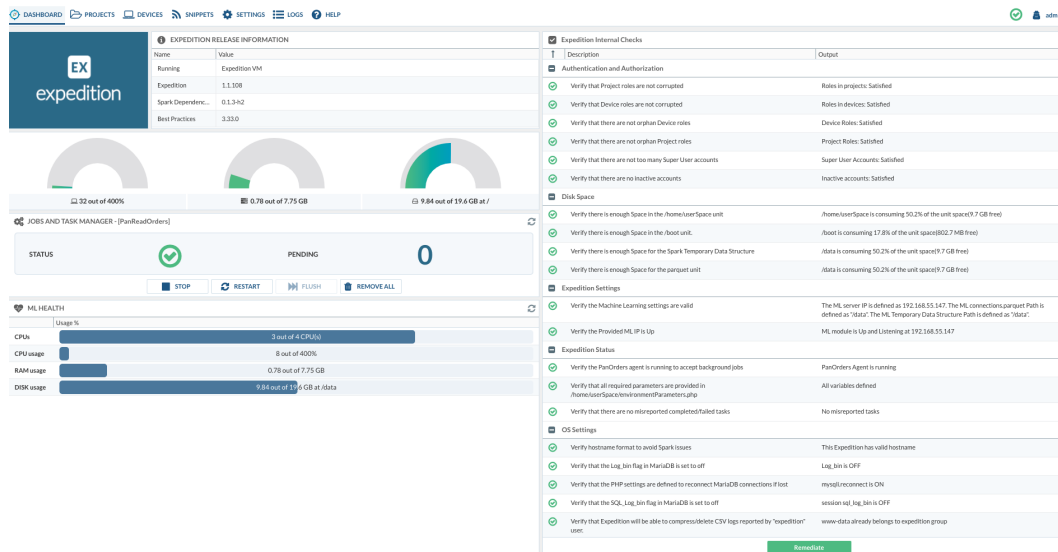 DASHBOARD PROJECTS DEVICES SNIPPETS SETTINGS LOGS HELP
EX
expedition
EXPEDITION RELEASE INFORMATION
Name Value
Running Expedition VM
Expedition 1.1.108
Spark Dependenc... 0.1.3-h2
Best Practices 3.33.0
32 out of 400% 0.78 out of 7.75 GB 9.84 out of 19.6 GB at /
JOBS AND TASK MANAGER - [PanReadOrders]
STATUS PENDING 0
STOP RESTART FLUSH REMOVE ALL
ML HEALTH
Usage %
CPUs 3 out of 4 CPU(s)
CPU usage 8 out of 400%
RAM usage 0.78 out of 7.75 GB
DISK usage 9.84 out of 19.6 GB at /data
Expedition Internal Checks
Description Output
Authentication and Authorization
Verify that Project roles are not corrupted Roles in projects: Satisfied
Verify that Device roles are not corrupted Roles in devices: Satisfied
Verify that there are not orphan Device roles Device Roles: Satisfied
Verify that there are not orphan Project roles Project Roles: Satisfied
Verify that there are not too many Super User accounts Super User Accounts: Satisfied
Verify that there are no inactive accounts Inactive accounts: Satisfied
Disk Space
Verify there is enough Space in the /home/userSpace unit /home/userSpace is consuming 50.2% of the unit space(9.7 GB free)
Verify there is enough Space in the /boot unit. /boot is consuming 17.8% of the unit space(802.7 MB free)
Verify there is enough Space for the Spark Temporary Data Structure /data is consuming 50.2% of the unit space(9.7 GB free)
Verify there is enough Space for the parquet unit /data is consuming 50.2% of the unit space(9.7 GB free)
Expedition Settings
Verify the Machine Learning settings are valid The ML server IP is defined as 192.168.55.147. The ML connections.parquet Path is
defined as "/data". The ML Temporary Data Structure Path is defined as "/data".
Verify the Provided ML IP is Up ML module is Up and Listening at 192.168.55.147
Expedition Status
Verify the PanOrders agent is running to accept background jobs PanOrders Agent is running
Verify that all required parameters are provided in All variables defined
/home/userSpace/environmentParameters.php
Verify that there are no misreported completed/failed tasks No misreported tasks
OS Settings
Verify hostname format to avoid Spark issues This Expedition has valid hostname
Verify that the Log_bin flag in MariaDB is set to off Log_bin is OFF
Verify that the PHP settings are defined to reconnect MariaDB connections if lost mysqli.reconnect is ON
Verify that the SQL_Log_bin flag in MariaDB is set to off session sql_log_bin is OFF
Verify that Expedition will be able to compress/delete CSV logs reported by "expedition" www-data already belongs to expedition group
user.
Remediate